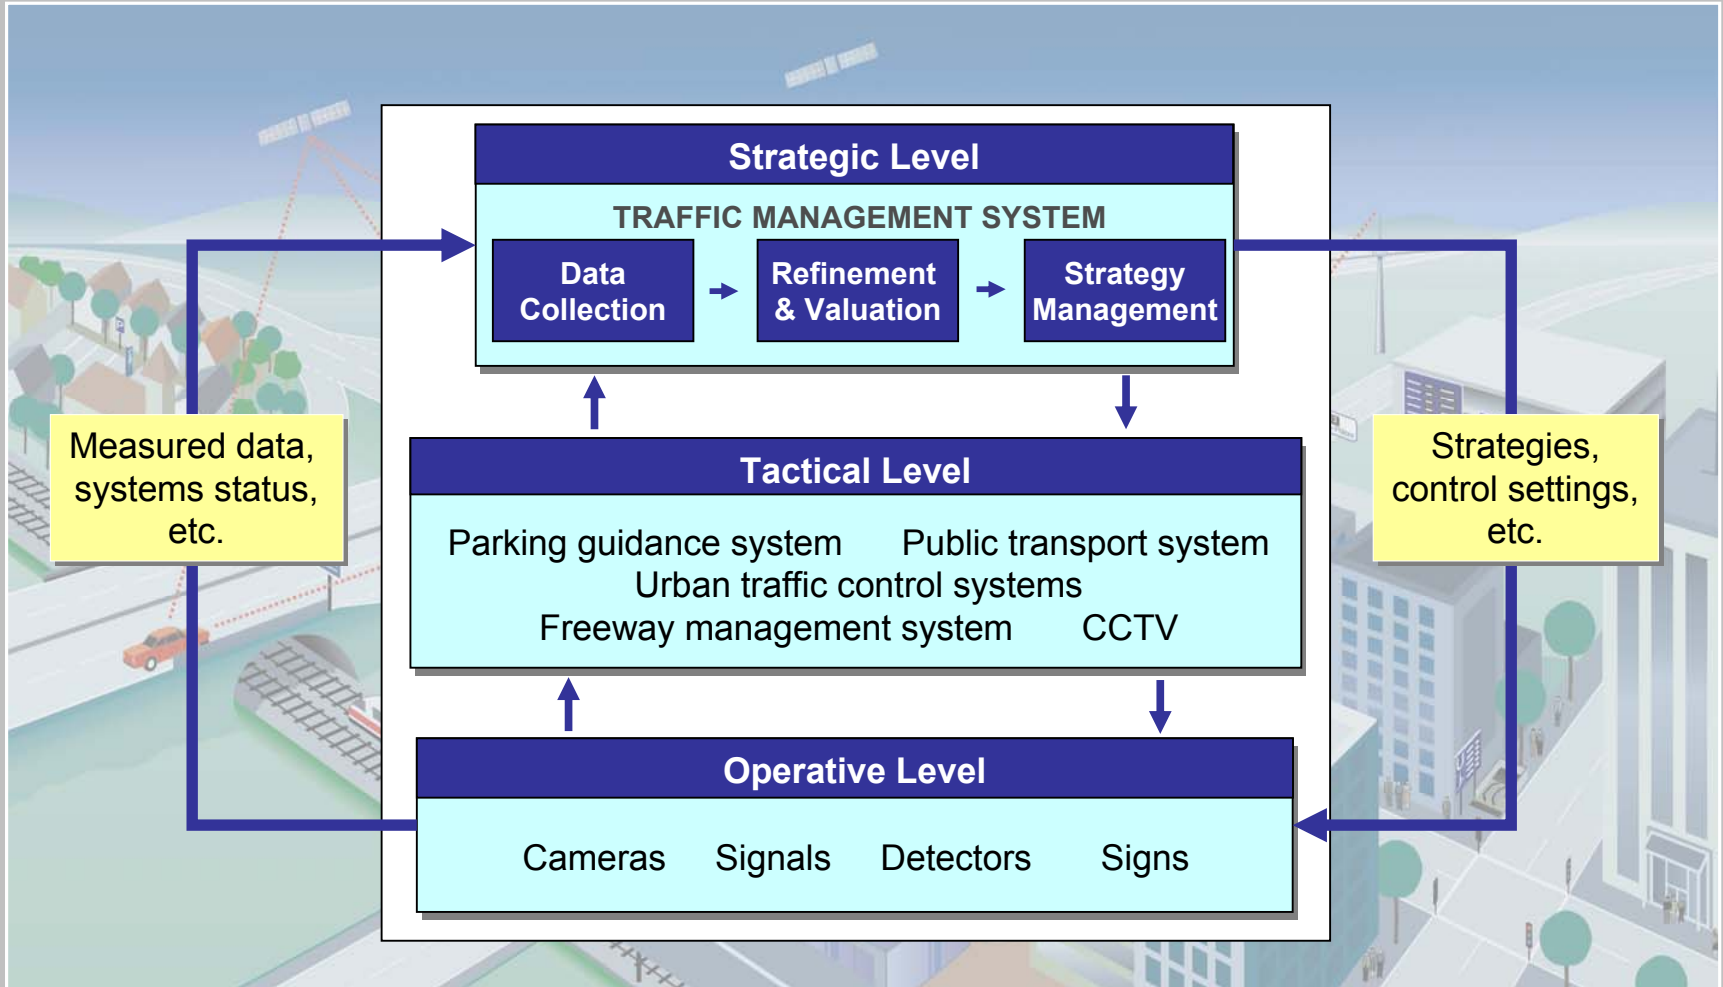 Strategic Level
TRAFFIC MANAGEMENT SYSTEM
Data
Collection
Refinement
& Valuation
Strategy
Management
Measured data,
systems status,
etc.
Strategies,
control settings,
etc.
Tactical Level
Parking guidance system Public transport system
Urban traffic control systems
Freeway management system CCTV
Operative Level
Cameras Signals Detectors Signs